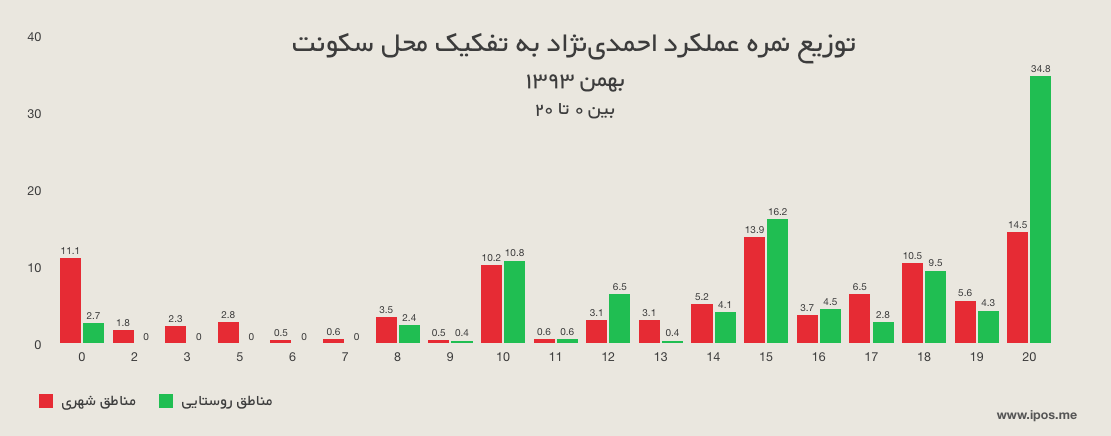 توزیع نمره عملکرد احمدی‌نژاد به تفکیک محل سکونت
بهمن ۱۳۹۳
بین ۰ تا ۲۰
40
30
20
10
0
11.1 2.7 1.8 0 2.3 0 2.8 0 0.5 0 0.6 0 3.5 2.4 0.5 0.4 10.2 10.8 0.6 0.6 3.1 6.5 3.1 0.4 5.2 4.1 13.9 16.2 3.7 4.5 6.5 2.8 10.5 9.5 5.6 4.3 14.5 34.8
0 2 3 5 6 7 8 9 10 11 12 13 14 15 16 17 18 19 20
مناطق شهری
مناطق روستایی
www.ipos.me